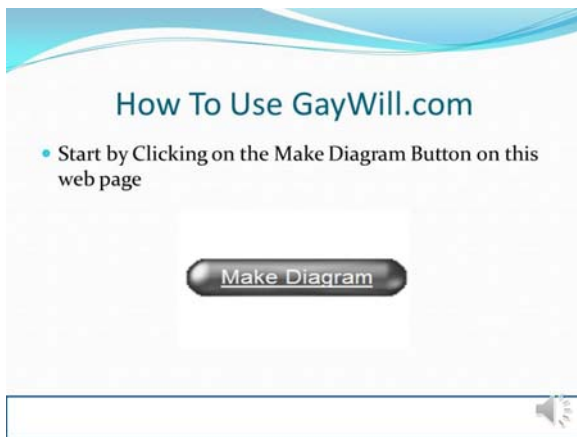 How To Use GayWill.com
Start by Clicking on the Make Diagram Button on this
web page
Make Diagram